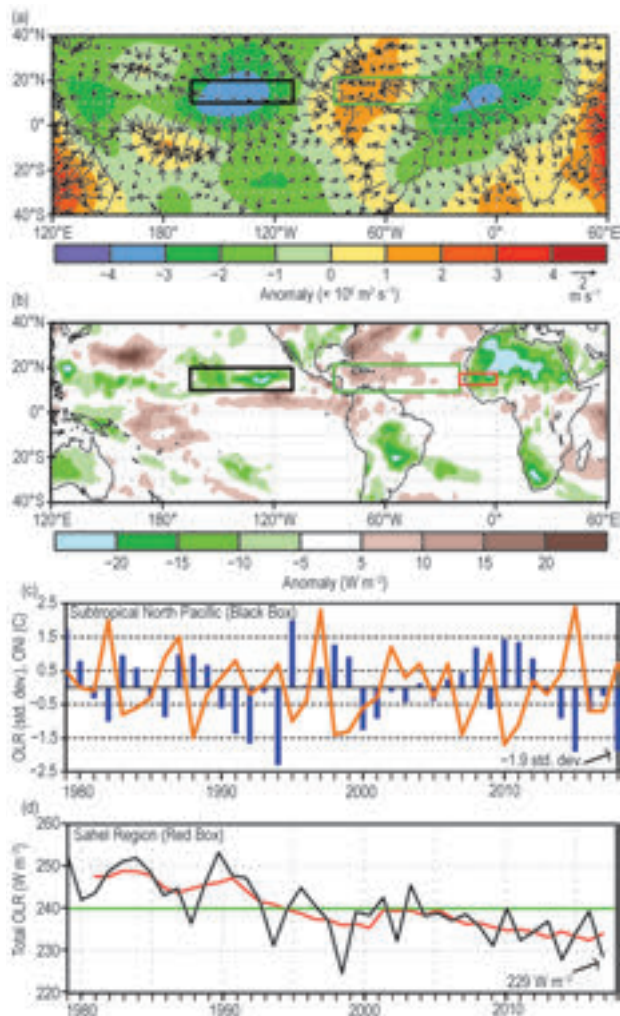 (a)
40°N
20°N
0°
20°S
40°S
120°E 180° 120°W 60°W 0° 60°E
−4 −3 −2 −1 0 1 2 3 4 2
Anomaly (× 10⁶ m² s⁻¹) m s⁻¹
(b)
40°N
20°N
0°
20°S
40°S
120°E 180° 120°W 60°W 0° 60°E
−20 −15 −10 −5 5 10 15 20
Anomaly (W m⁻²)
(c)
Subtropical North Pacific (Black Box)
OLR (std. dev.), ONI (C)
2.5
1.5
0.5
−0.5
−1.5
−2.5
−1.9 std. dev.
1980 1990 2000 2010
(d)
Sahel Region (Red Box)
Total OLR (W m⁻²)
260
250
240
230
220
229 W m⁻²
1980 1990 2000 2010